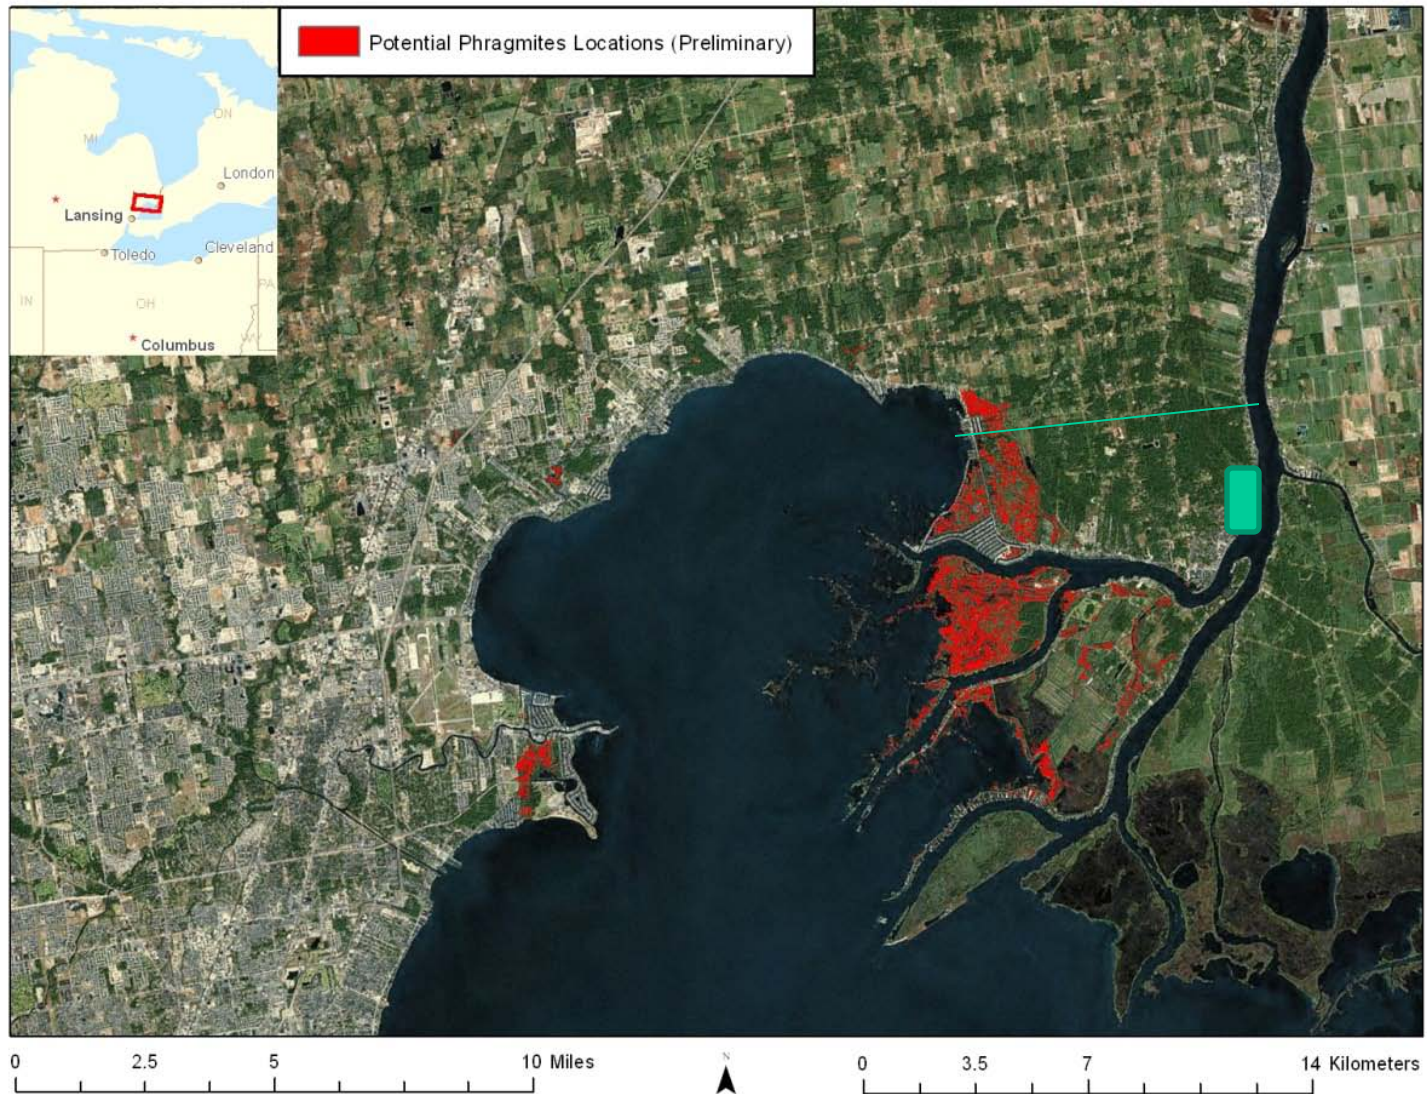 Potential Phragmites Locations (Preliminary)
ON
MI
London
Lansing
Toledo
Cleveland
IN
OH
PA
W
Columbus
0 2.5 5 10 Miles
N
0 3.5 7 14 Kilometers